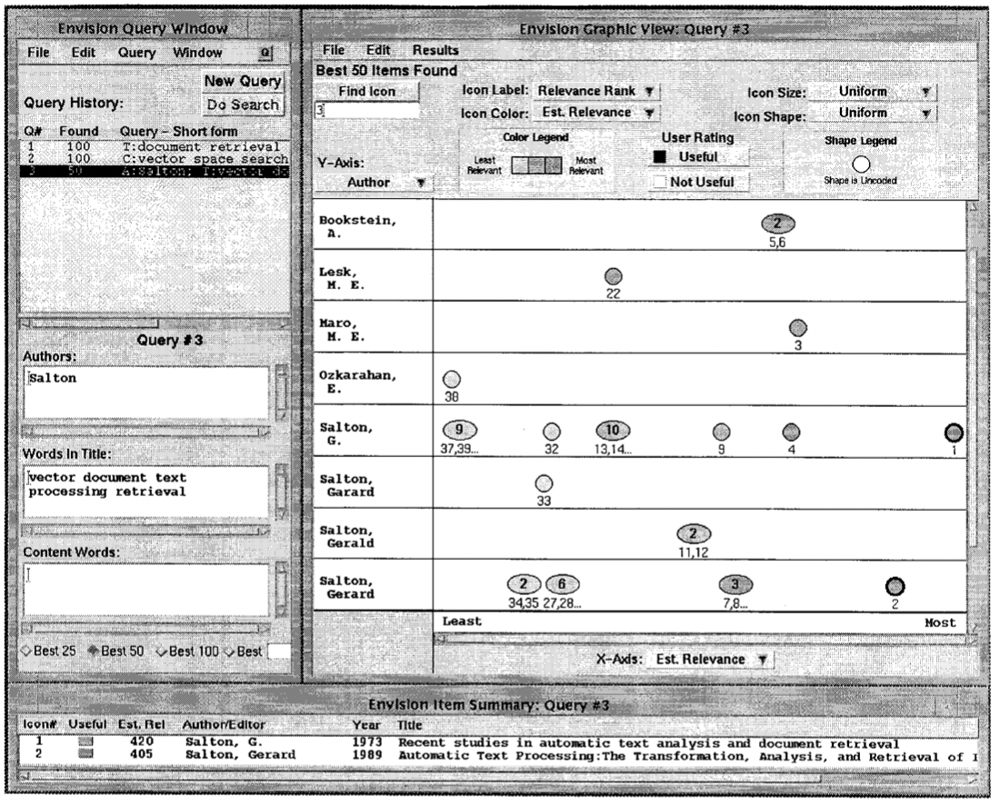 Envision Query Window
File Edit Query Window Q
New Query
Query History: Do Search
Q# Found Query – Short form
1 100 T:document retrieval
2 100 C:vector space search
3 50 A:Salton; T:vector do
Query #3
Authors:
Salton
Words In Title:
vector document text
processing retrieval
Content Words:
Best 25 Best 50 Best 100 Best
Envision Graphic View: Query #3
File Edit Results
Best 50 Items Found
Find Icon
3
Icon Label: Relevance Rank
Icon Size: Uniform
Icon Color: Est. Relevance
Icon Shape: Uniform
Color Legend
Least Relevant
Most Relevant
User Rating
Useful
Not Useful
Shape Legend
Shape is Uncoded
Y-Axis:
Author
Bookstein, A.
2
5,6
Lesk, M. E.
22
Maro, M. E.
3
Ozkarahan, E.
38
Salton, G.
9 10
37,39... 32 13,14... 9 4 1
Salton, Garard
33
Salton, Gerald
2
11,12
Salton, Gerard
2 6 3
34,35 27,28... 7,8... 2
Least Most
X-Axis: Est. Relevance
Envision Item Summary: Query #3
Icon# Useful Est. Rel Author/Editor Year Title
1 420 Salton, G. 1973 Recent studies in automatic text analysis and document retrieval
2 405 Salton, Gerard 1989 Automatic Text Processing:The Transformation, Analysis, and Retrieval of I